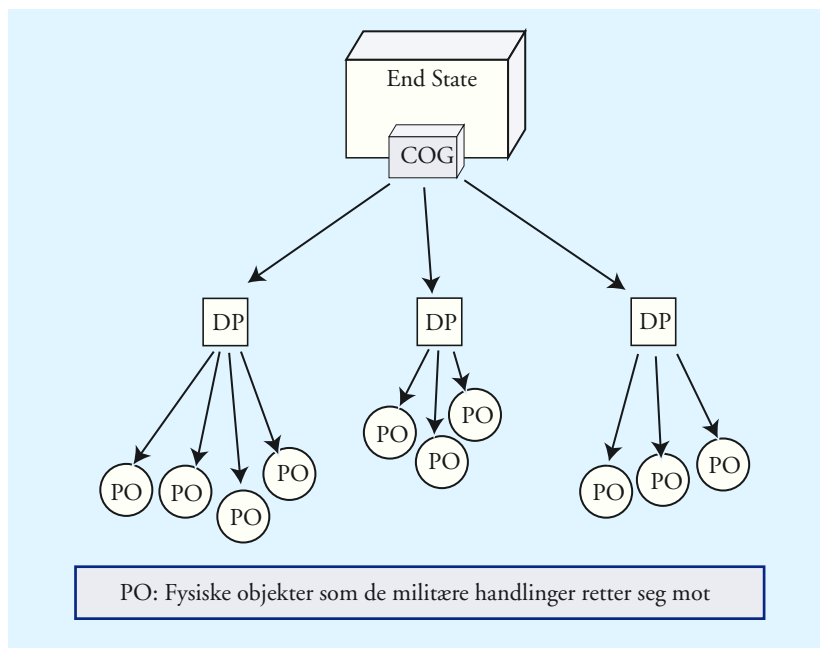 End State
COG
DP
DP
DP
PO
PO
PO
PO
PO
PO
PO
PO
PO
PO
PO: Fysiske objekter som de militære handlinger retter seg mot